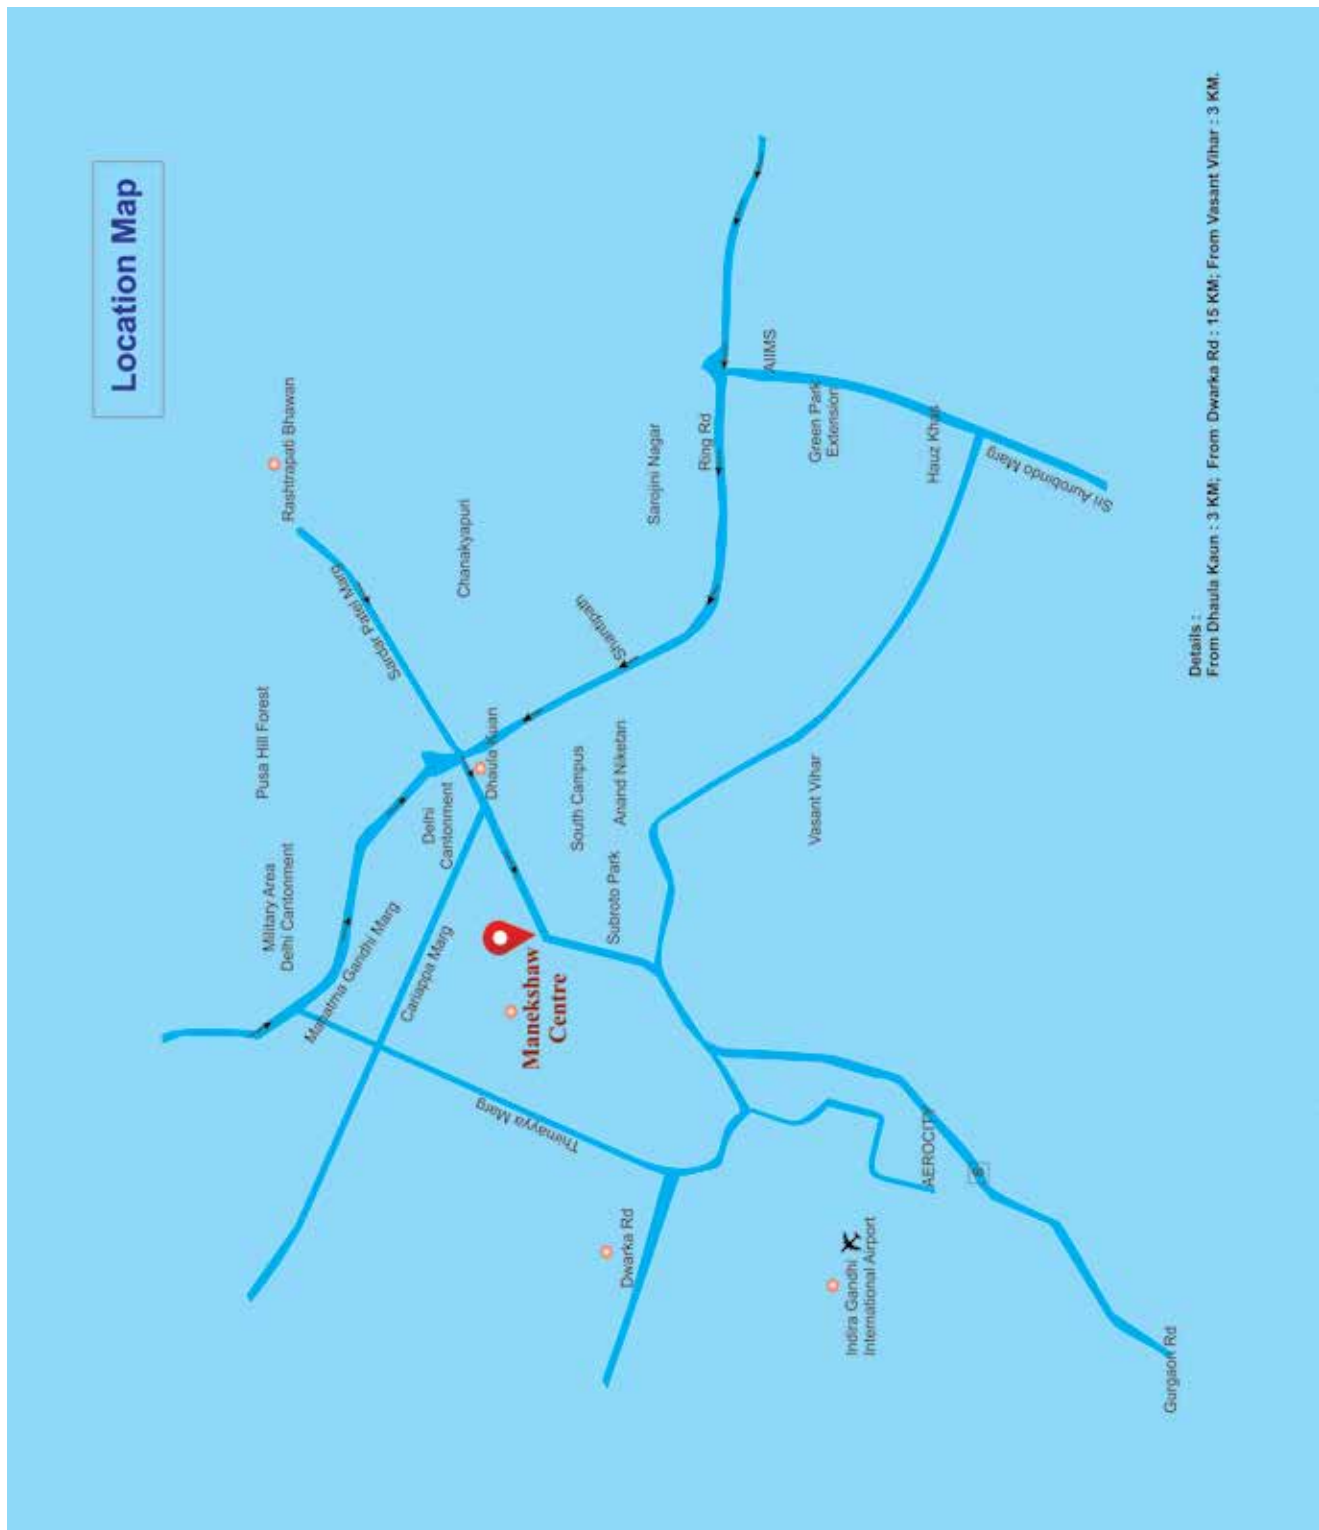 Location Map
Rashtrapati Bhawan
Sardar Patel Marg
Chanakyapuri
Sarojini Nagar
Ring Rd
AIIMS
Green Park
Extension
Hauz Khas
Sri Aurobindo Marg
Shantipath
Pusa Hill Forest
Military Area
Delhi Cantonment
Mahatma Gandhi Marg
Cariappa Marg
Delhi
Cantonment
Dhaula Kuan
South Campus
Anand Niketan
Subroto Park
Vasant Vihar
Manekshaw
Centre
Thimayya Marg
Dwarka Rd
Indira Gandhi
International Airport
AEROCITY
Gurgaon Rd
Details :
From Dhaula Kaun : 3 KM; From Dwarka Rd : 15 KM; From Vasant Vihar : 3 KM.